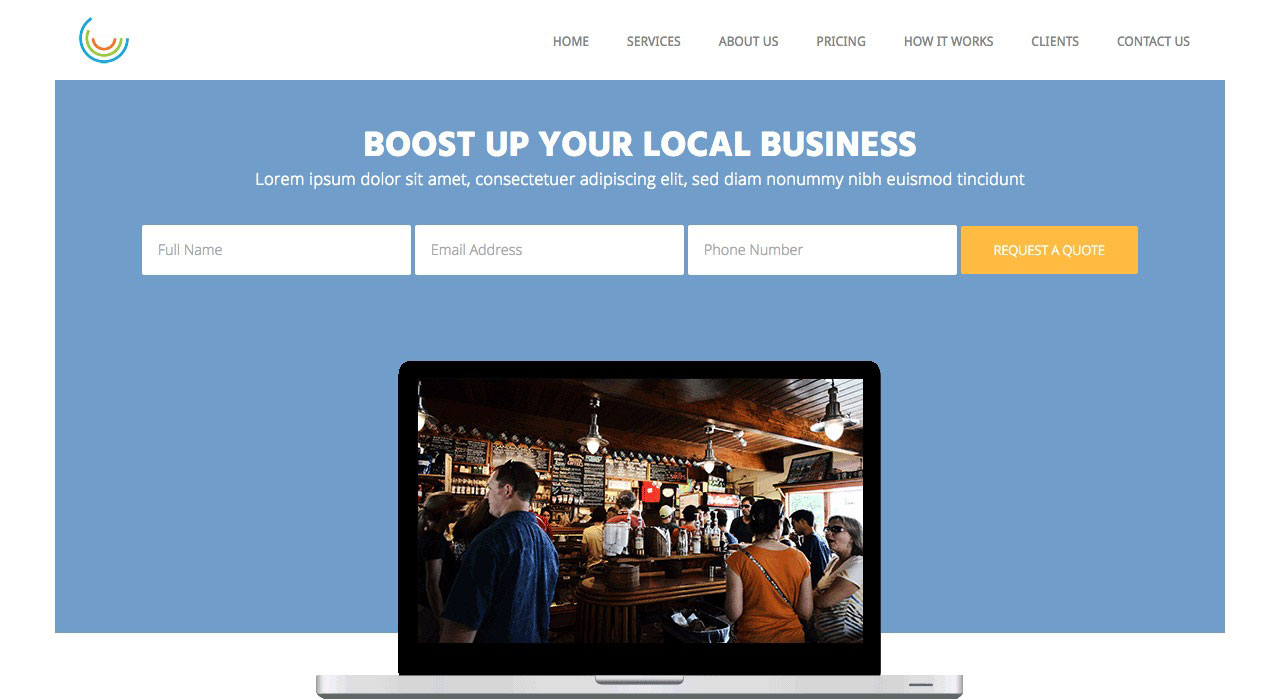 HOME SERVICES ABOUT US PRICING HOW IT WORKS CLIENTS CONTACT US
BOOST UP YOUR LOCAL BUSINESS
Lorem ipsum dolor sit amet, consectetuer adipiscing elit, sed diam nonummy nibh euismod tincidunt
Full Name Email Address Phone Number REQUEST A QUOTE